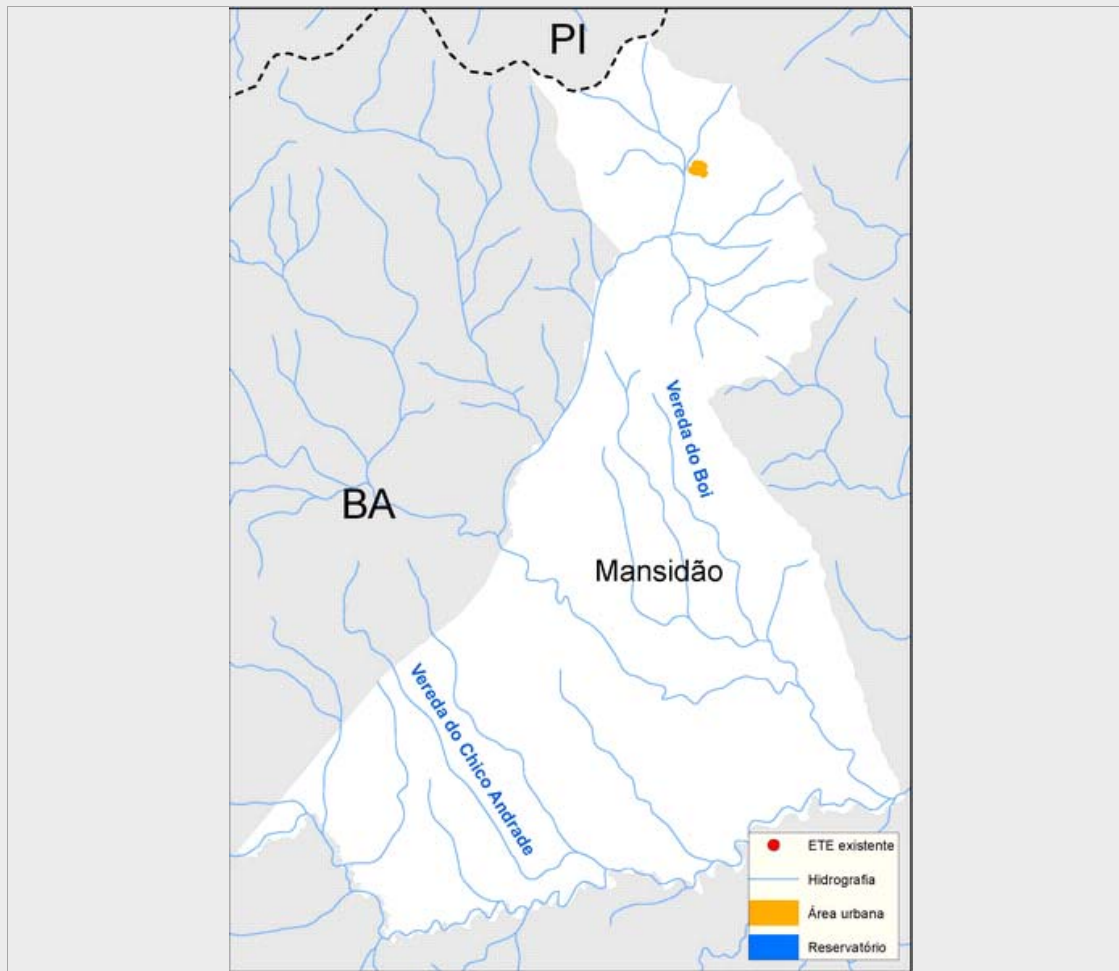 PI
Vereda do Boi
BA
Mansidão
Vereda do Chico Andrade
ETE existente
Hidrografia
Área urbana
Reservatório